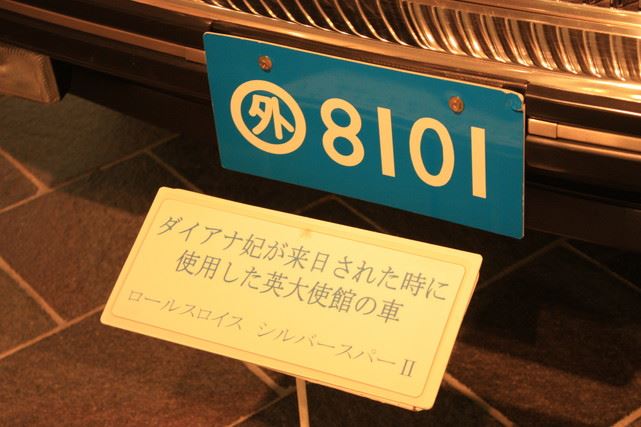 外 8101
ダイアナ妃が来日された時に
使用した英大使館の車
ロールスロイス シルバースパーII